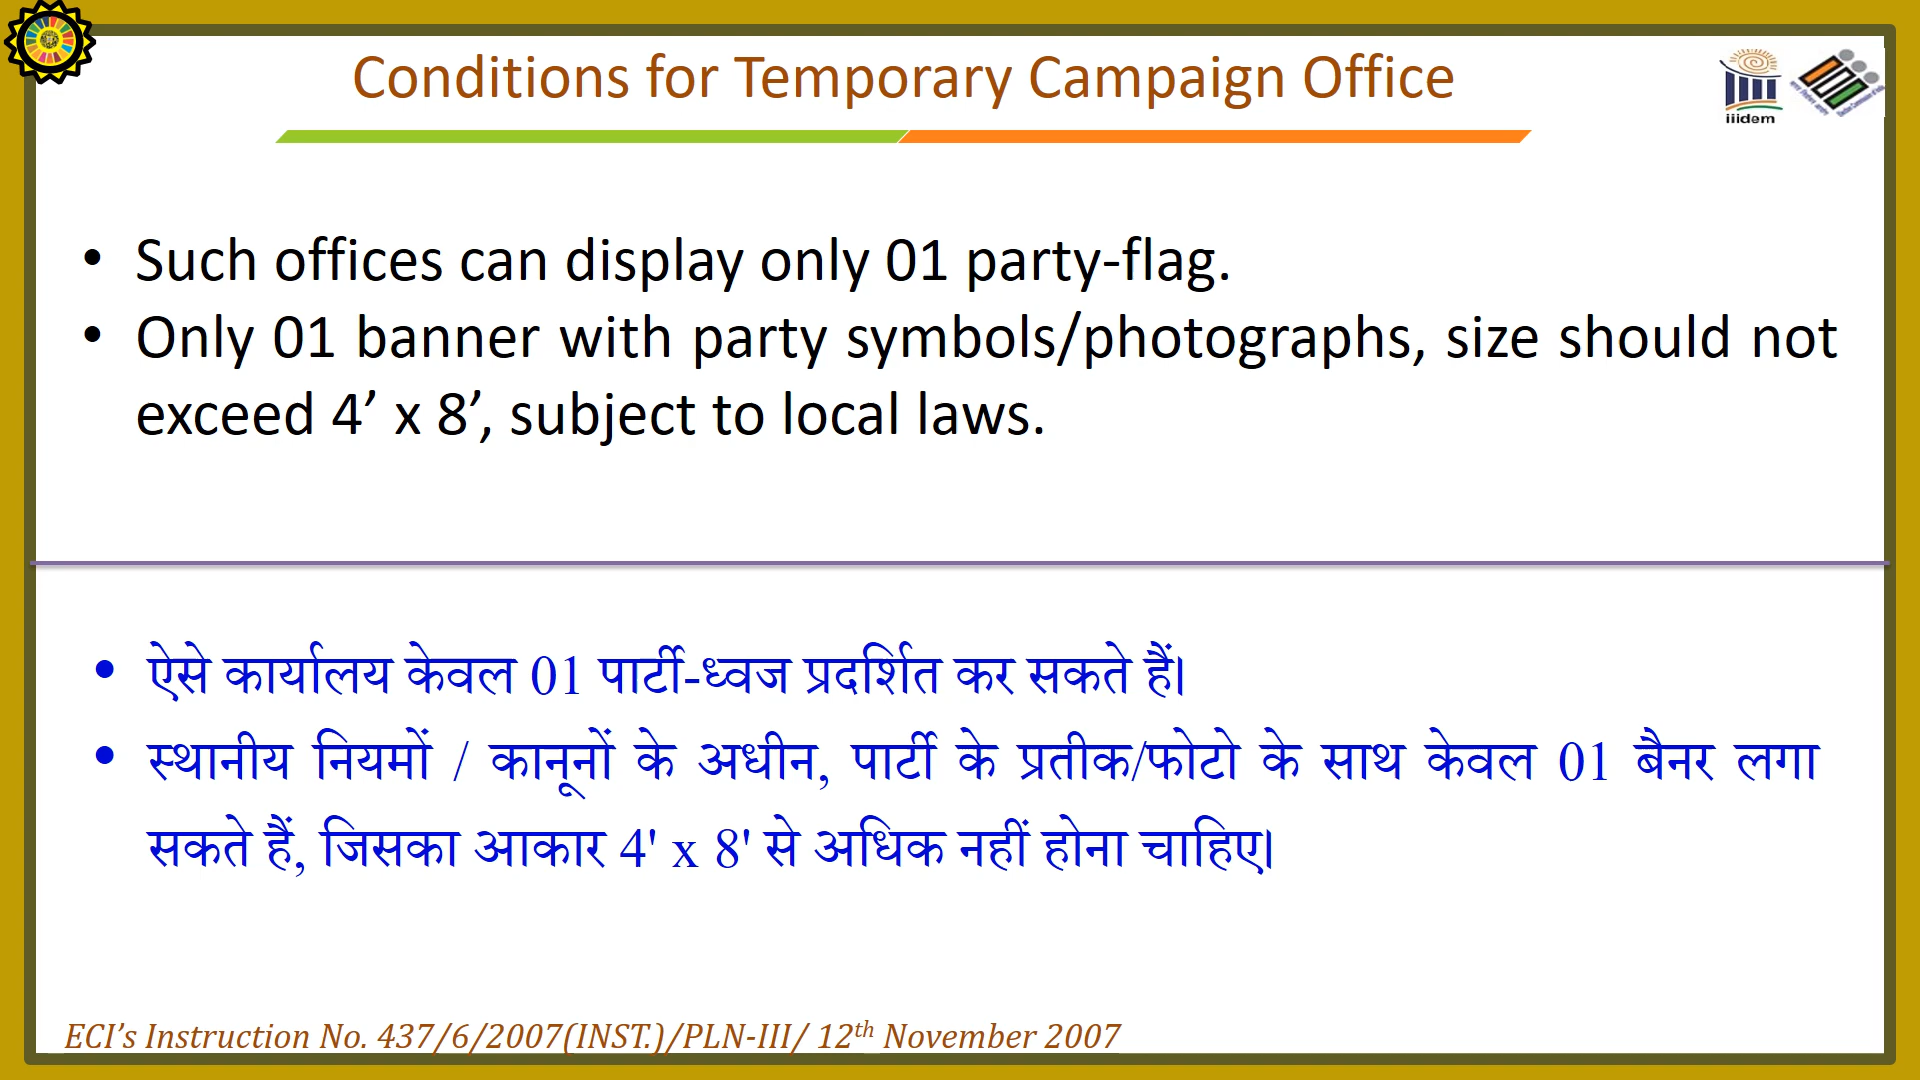 Conditions for Temporary Campaign Office
iiidem
• Such offices can display only 01 party-flag.
• Only 01 banner with party symbols/photographs, size should not
exceed 4’ x 8’, subject to local laws.
• ऐसे कार्यालय केवल 01 पार्टी-ध्वज प्रदर्शित कर सकते हैं।
• स्थानीय नियमों / कानूनों के अधीन, पार्टी के प्रतीक/फोटो के साथ केवल 01 बैनर लगा
सकते हैं, जिसका आकार 4' x 8' से अधिक नहीं होना चाहिए।
ECI’s Instruction No. 437/6/2007(INST.)/PLN-III/ 12th November 2007